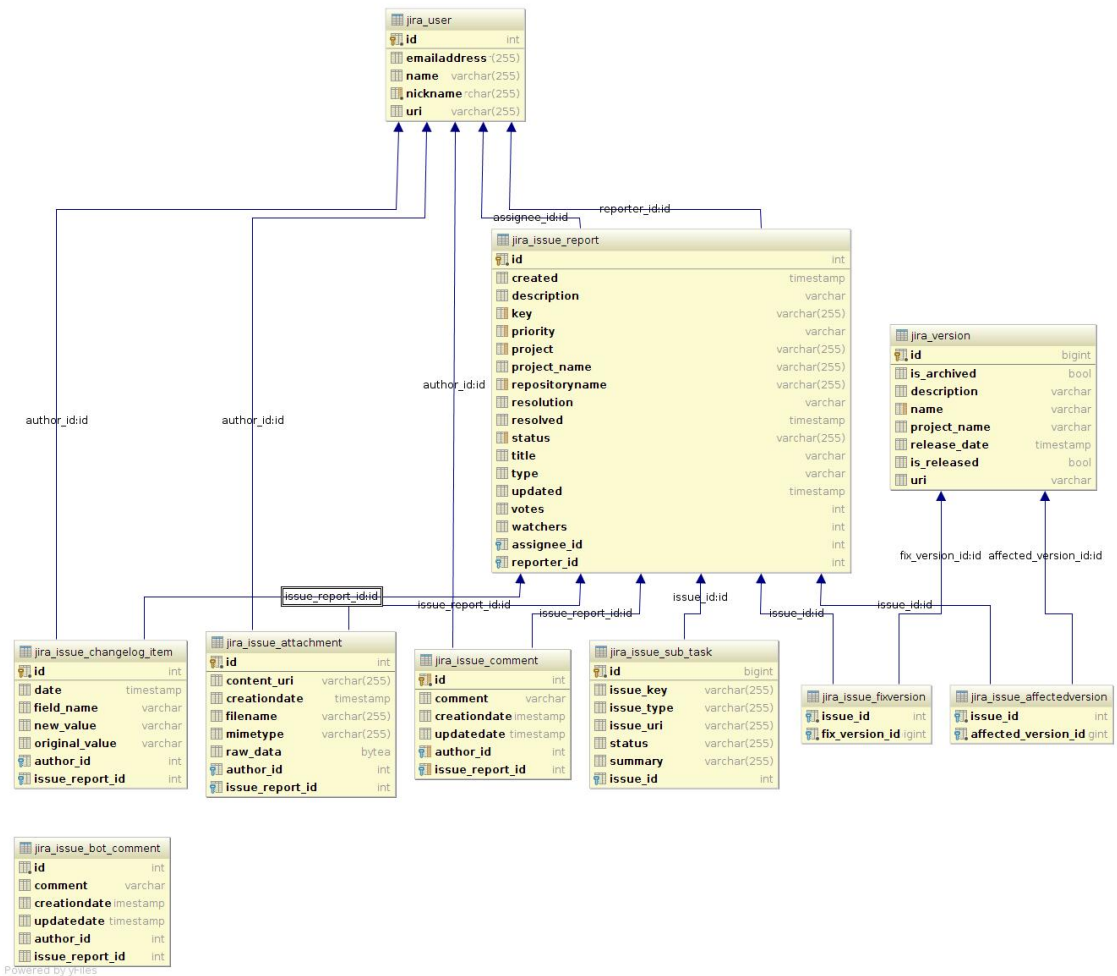 jira_user
id int
emailaddress (255)
name varchar(255)
nickname rchar(255)
uri varchar(255)
assignee_id:id
reporter_id:id
jira_issue_report
id int
created timestamp
description varchar
key varchar(255)
priority varchar
project varchar(255)
project_name varchar(255)
repositoryname varchar(255)
resolution varchar
resolved timestamp
status varchar(255)
title varchar
type varchar
updated timestamp
votes int
watchers int
assignee_id int
reporter_id int
jira_version
id bigint
is_archived bool
description varchar
name varchar
project_name varchar
release_date timestamp
is_released bool
uri varchar
author_id:id
author_id:id
author_id:id
fix_version_id:id
affected_version_id:id
issue_report_id:id
issue_report_id:id
issue_report_id:id
issue_id:id
issue_id:id
issue_id:id
jira_issue_changelog_item
id int
date timestamp
field_name varchar
new_value varchar
original_value varchar
author_id int
issue_report_id int
jira_issue_attachment
id int
content_uri varchar(255)
creationdate timestamp
filename varchar(255)
mimetype varchar(255)
raw_data bytea
author_id int
issue_report_id int
jira_issue_comment
id int
comment varchar
creationdate imestamp
updatedate timestamp
author_id int
issue_report_id int
jira_issue_sub_task
id bigint
issue_key varchar(255)
issue_type varchar(255)
issue_uri varchar(255)
status varchar(255)
summary varchar(255)
issue_id int
jira_issue_fixversion
issue_id int
fix_version_id igint
jira_issue_affectedversion
issue_id int
affected_version_id gint
jira_issue_bot_comment
id int
comment varchar
creationdate imestamp
updatedate timestamp
author_id int
issue_report_id int
Powered by yFiles